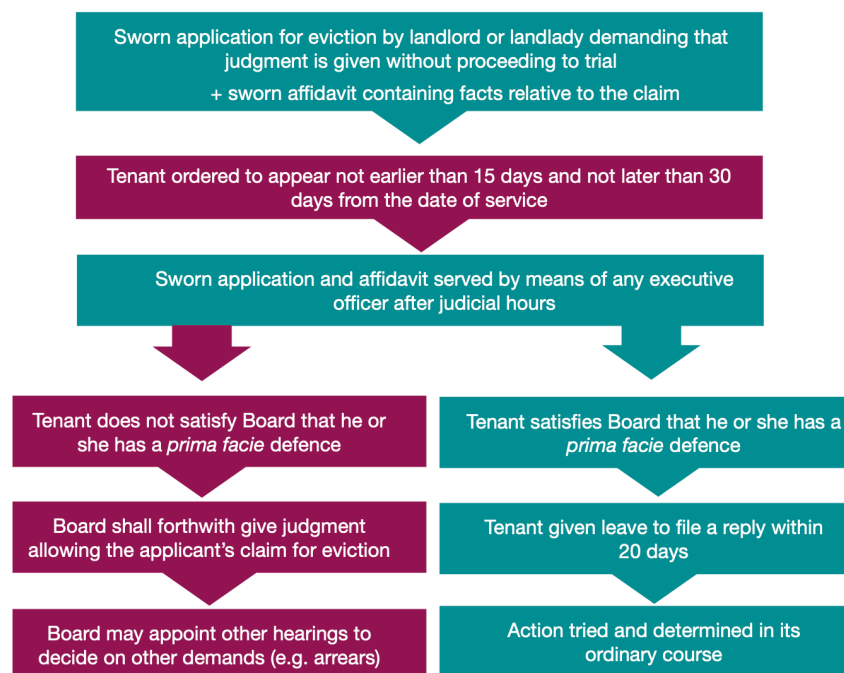 Sworn application for eviction by landlord or landlady demanding that
judgment is given without proceeding to trial
+ sworn affidavit containing facts relative to the claim
Tenant ordered to appear not earlier than 15 days and not later than 30
days from the date of service
Sworn application and affidavit served by means of any executive
officer after judicial hours
Tenant does not satisfy Board that he or
she has a prima facie defence
Board shall forthwith give judgment
allowing the applicant’s claim for eviction
Board may appoint other hearings to
decide on other demands (e.g. arrears)
Tenant satisfies Board that he or she has a
prima facie defence
Tenant given leave to file a reply within
20 days
Action tried and determined in its
ordinary course